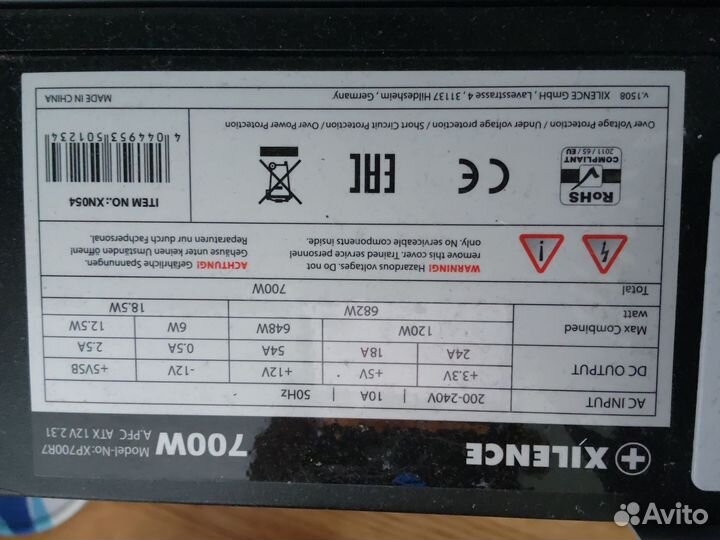 XILENCE
700W
Model-No:XP700R7
A.PFC ATX 12V 2.31
AC INPUT 200-240V 10A 50Hz
DC OUTPUT +3.3V +5V +12V -12V +5VSB
24A 18A 54A 0.5A 2.5A
Max Combined watt 120W 648W 6W 12.5W
682W 18.5W
Total 700W
WARNING! Hazardous voltages. Do not
remove this cover. Trained service personnel
only. No serviceable components inside.
ACHTUNG! Gefährliche Spannungen.
Gehäuse unter keinen Umständen öffnen!
Reparaturen nur durch Fachpersonal.
RoHS
COMPLIANT
2011/65/EU
CE
EAC
ITEM NO.:XN054
4 044953 501234
Over Voltage Protection / Under voltage protection / Short Circuit Protection / Over Power Protection
v.1508 XILENCE GmbH, Lavesstrasse 4, 31137 Hildesheim, Germany
MADE IN CHINA
Avito